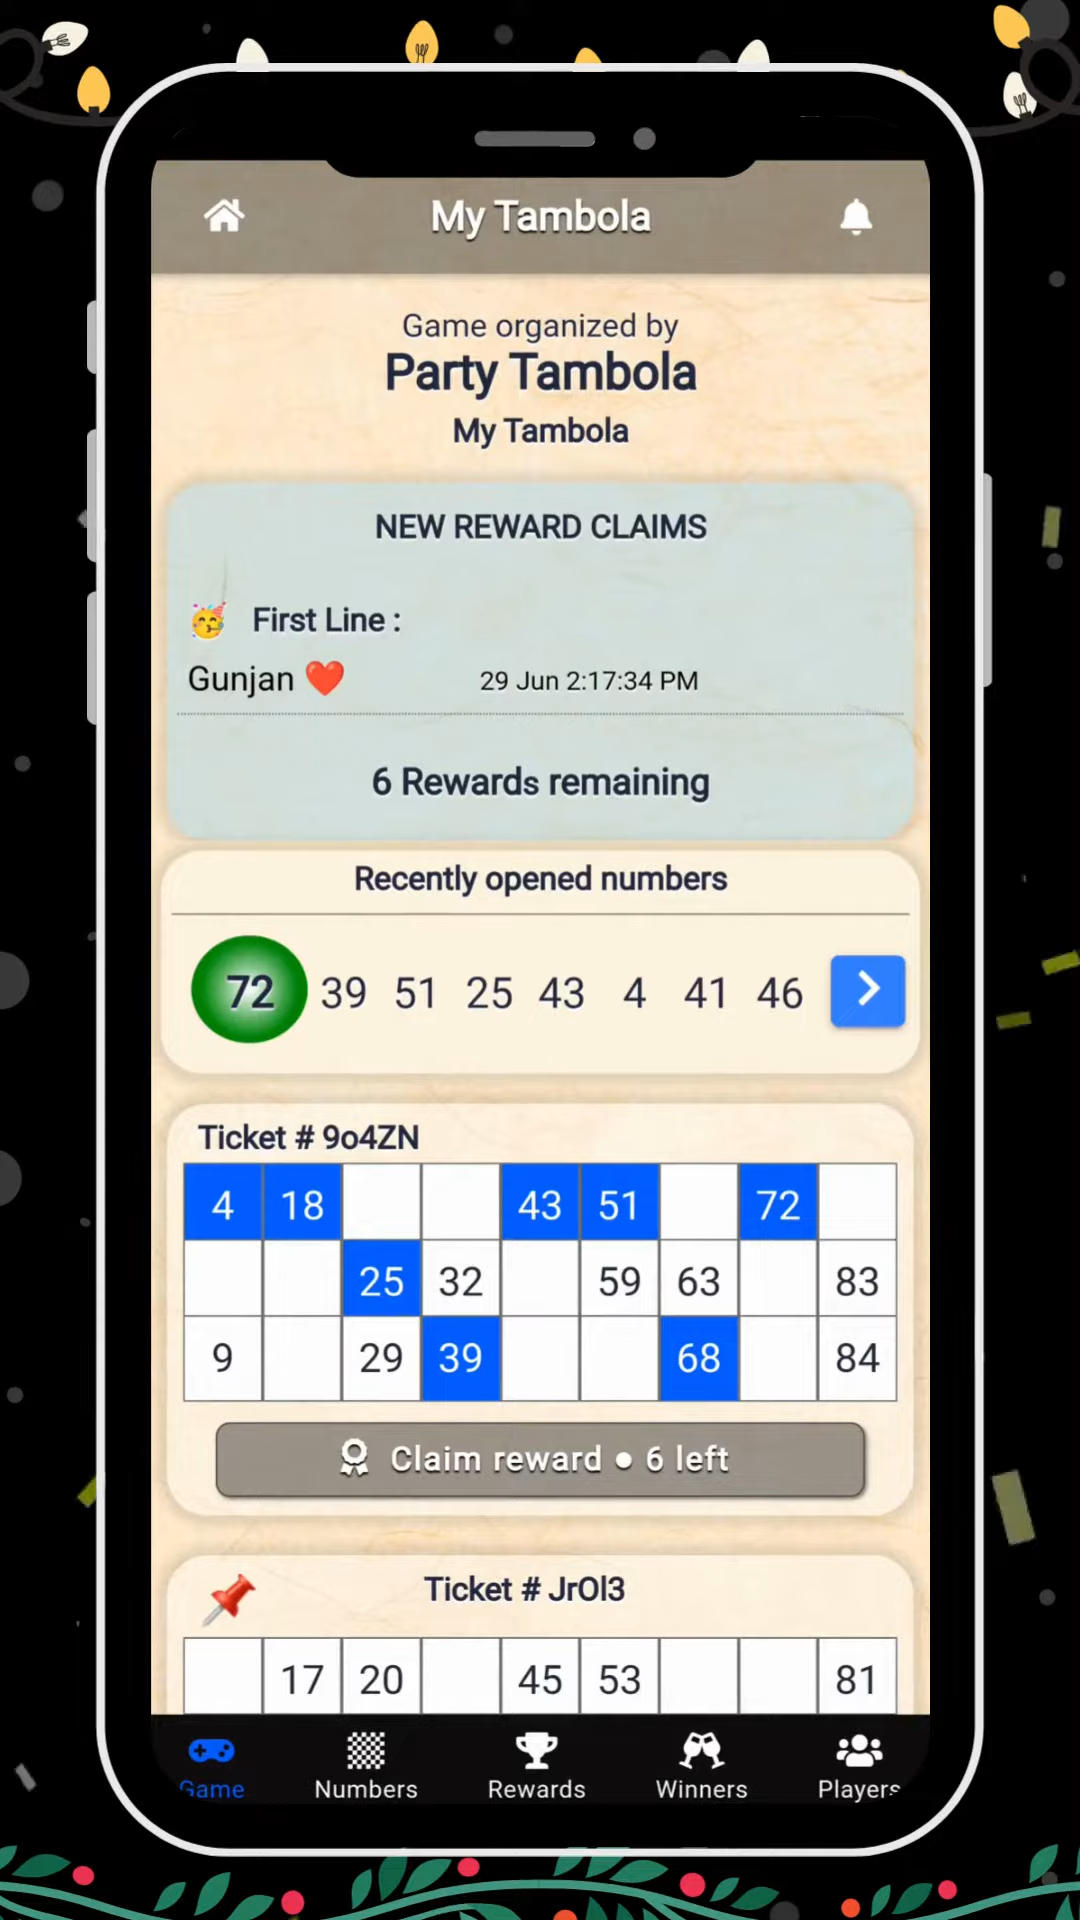 My Tambola
Game organized by
Party Tambola
My Tambola
NEW REWARD CLAIMS
First Line :
Gunjan ❤️ 29 Jun 2:17:34 PM
6 Rewards remaining
Recently opened numbers
72 39 51 25 43 4 41 46
Ticket # 9o4ZN
4 18 43 51 72
25 32 59 63 83
9 29 39 68 84
Claim reward ● 6 left
Ticket # JrOl3
17 20 45 53 81
Game Numbers Rewards Winners Players